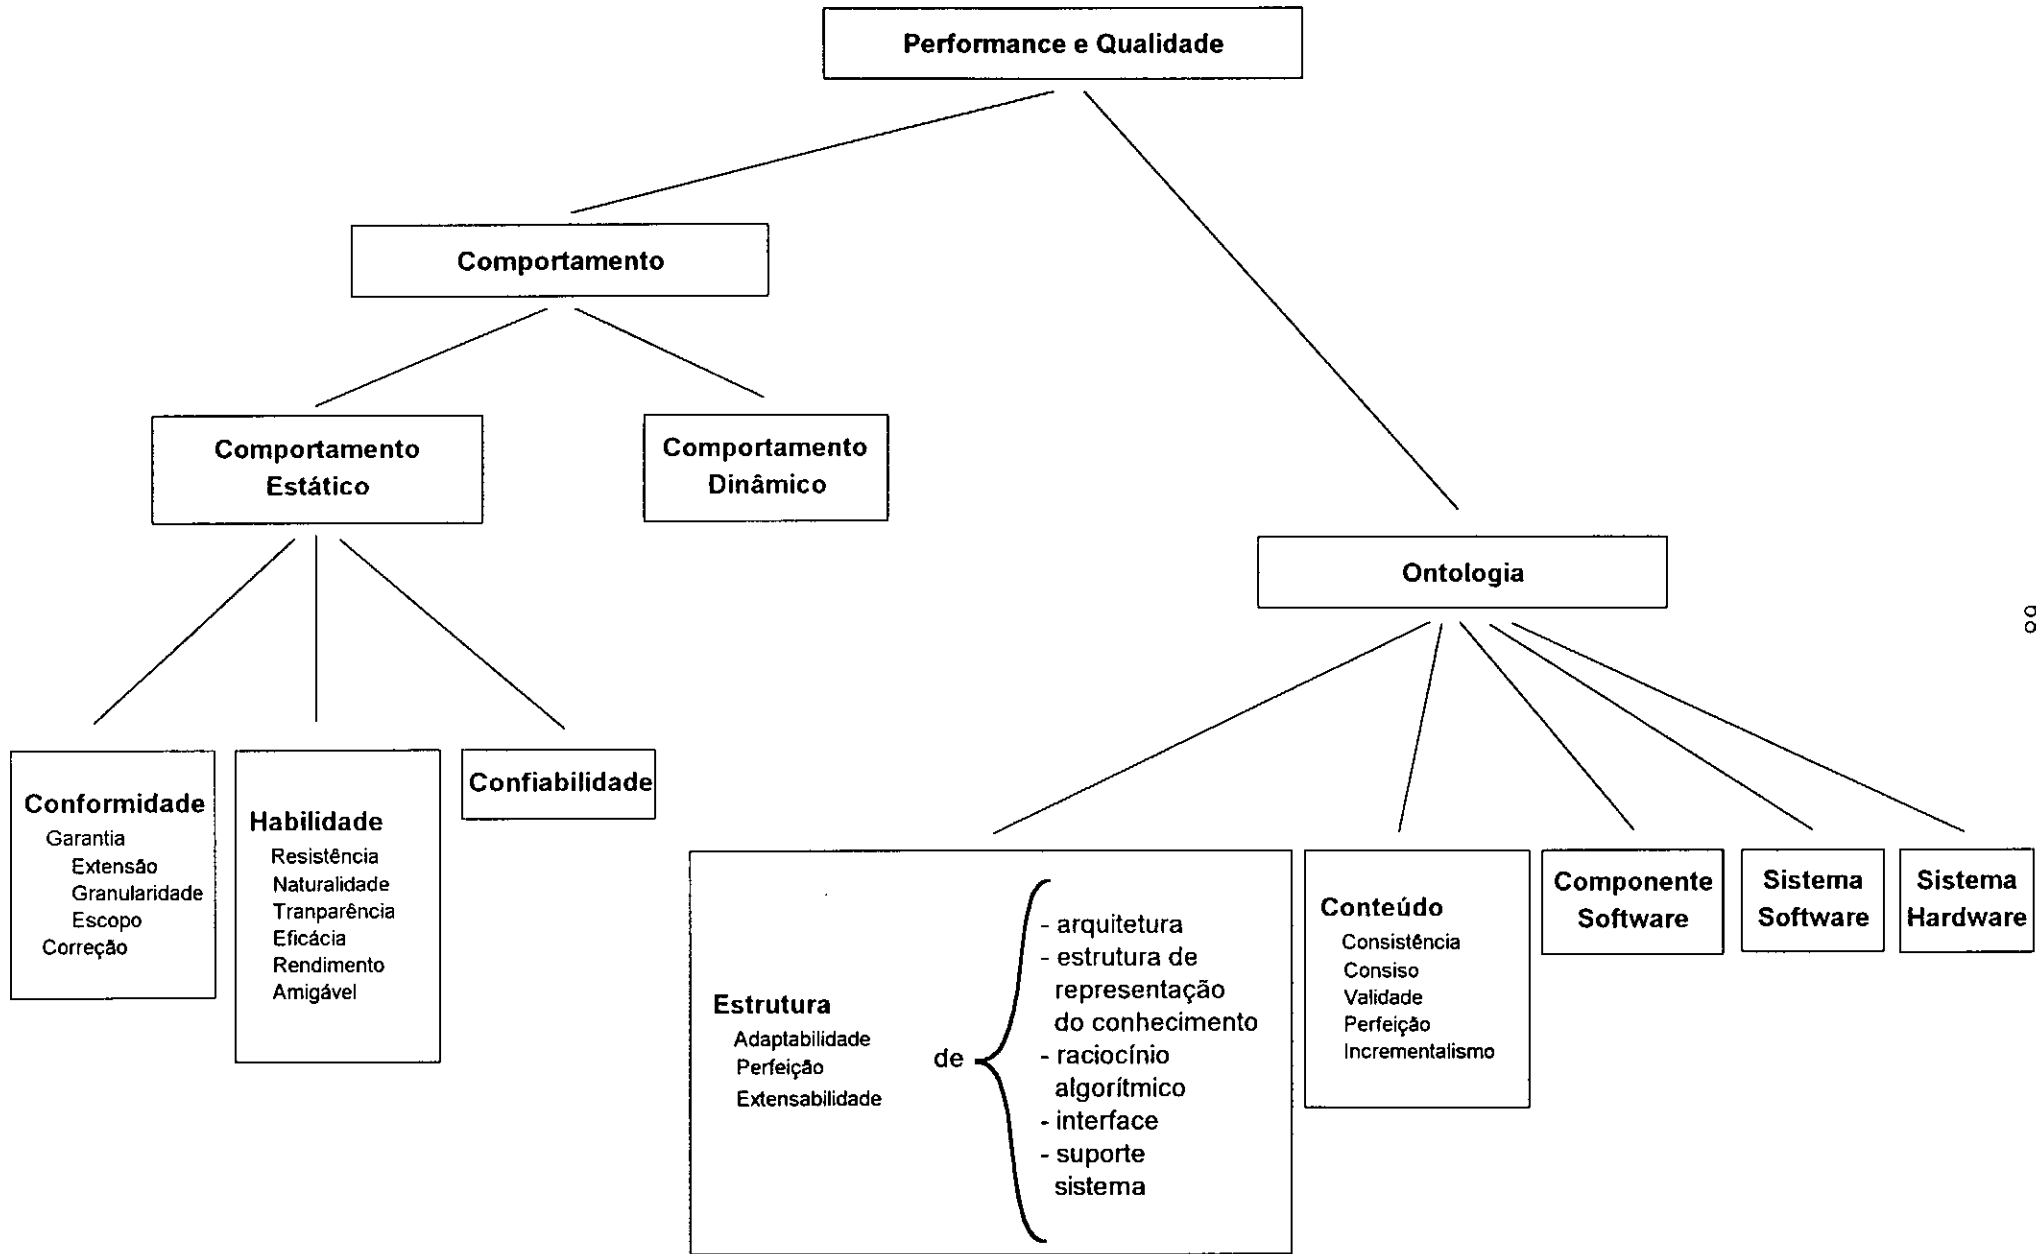 Performance e Qualidade
Comportamento
Comportamento
Estático
Comportamento
Dinâmico
Ontologia
Conformidade
Garantia
Extensão
Granularidade
Escopo
Correção
Habilidade
Resistência
Naturalidade
Tranparência
Eficácia
Rendimento
Amigável
Confiabilidade
Estrutura
Adaptabilidade
Perfeição
Extensabilidade
de
- arquitetura
- estrutura de
representação
do conhecimento
- raciocínio
algorítmico
- interface
- suporte
sistema
Conteúdo
Consistência
Consiso
Validade
Perfeição
Incrementalismo
Componente
Software
Sistema
Software
Sistema
Hardware